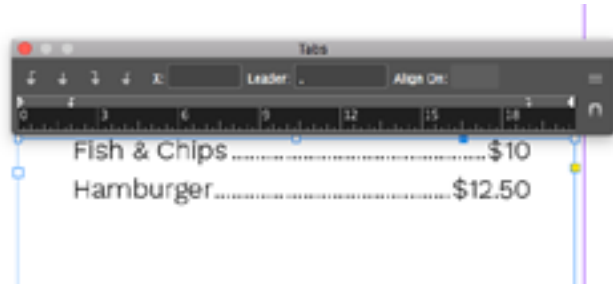 Tabs
X: Leader: . Align On:
0 3 6 9 12 15 18
Fish & Chips.................................................$10
Hamburger..............................................$12.50